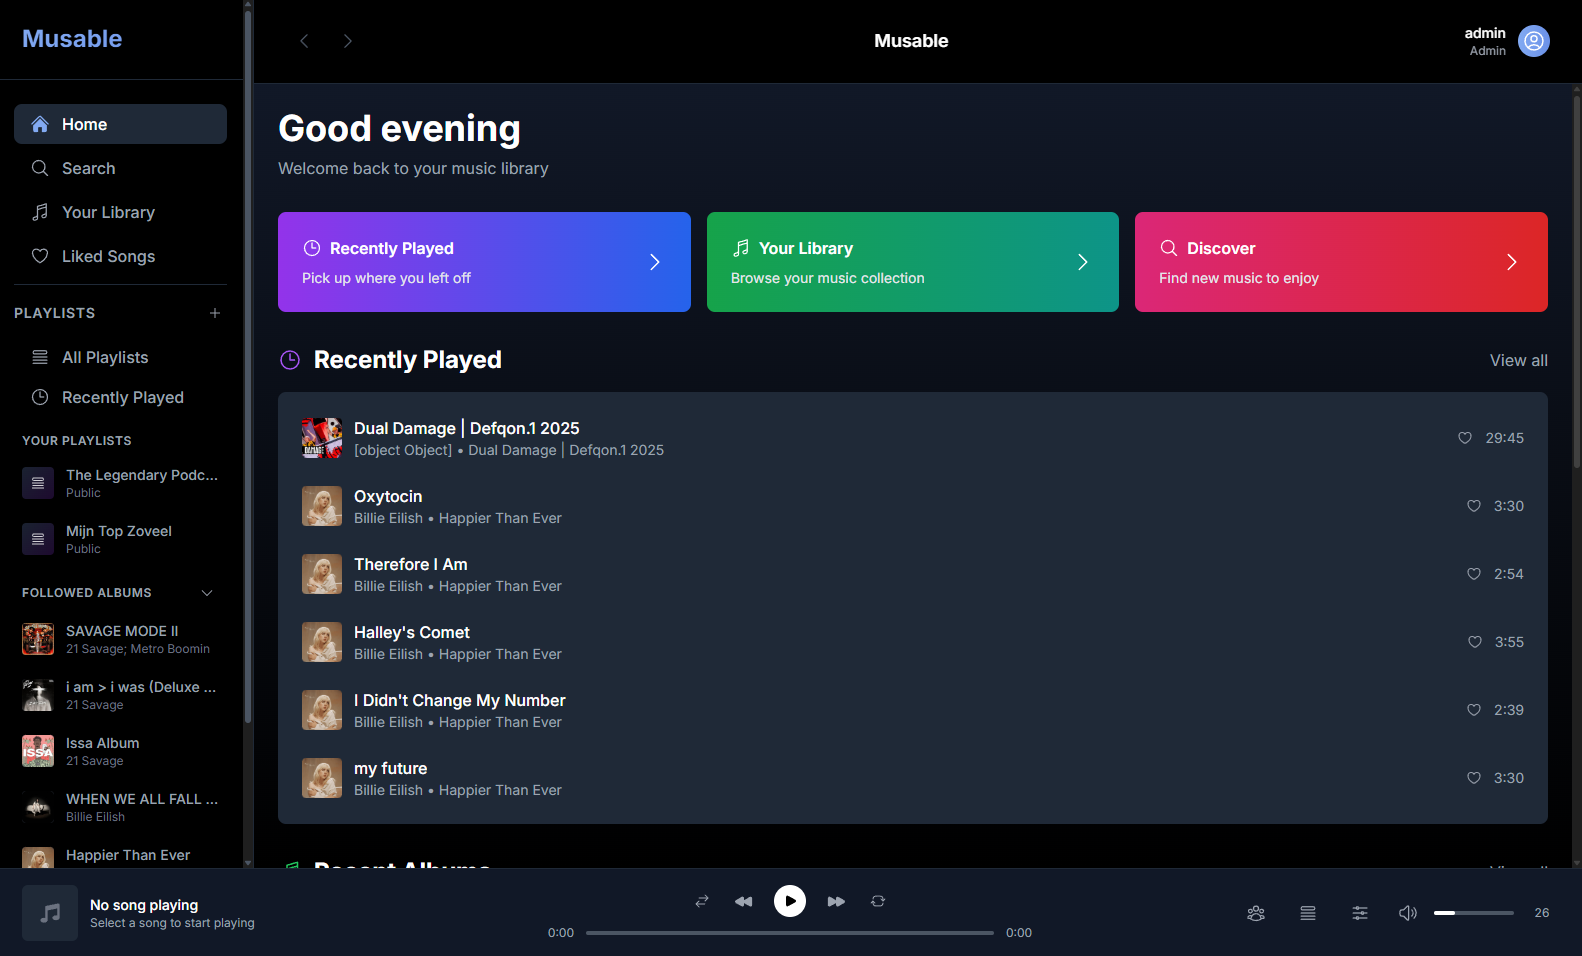 Musable
Home
Search
Your Library
Liked Songs
PLAYLISTS
All Playlists
Recently Played
YOUR PLAYLISTS
The Legendary Podc...
Public
Mijn Top Zoveel
Public
FOLLOWED ALBUMS
SAVAGE MODE II
21 Savage; Metro Boomin
i am > i was (Deluxe ...
21 Savage
ISSA
Issa Album
21 Savage
WHEN WE ALL FALL ...
Billie Eilish
Happier Than Ever
Musable
admin
Admin
Good evening
Welcome back to your music library
Recently Played
Pick up where you left off
Your Library
Browse your music collection
Discover
Find new music to enjoy
Recently Played
View all
DAMAGE
Dual Damage | Defqon.1 2025
[object Object] • Dual Damage | Defqon.1 2025
29:45
Oxytocin
Billie Eilish • Happier Than Ever
3:30
Therefore I Am
Billie Eilish • Happier Than Ever
2:54
Halley's Comet
Billie Eilish • Happier Than Ever
3:55
I Didn't Change My Number
Billie Eilish • Happier Than Ever
2:39
my future
Billie Eilish • Happier Than Ever
3:30
Recent Albums
View all
No song playing
Select a song to start playing
0:00
0:00
26